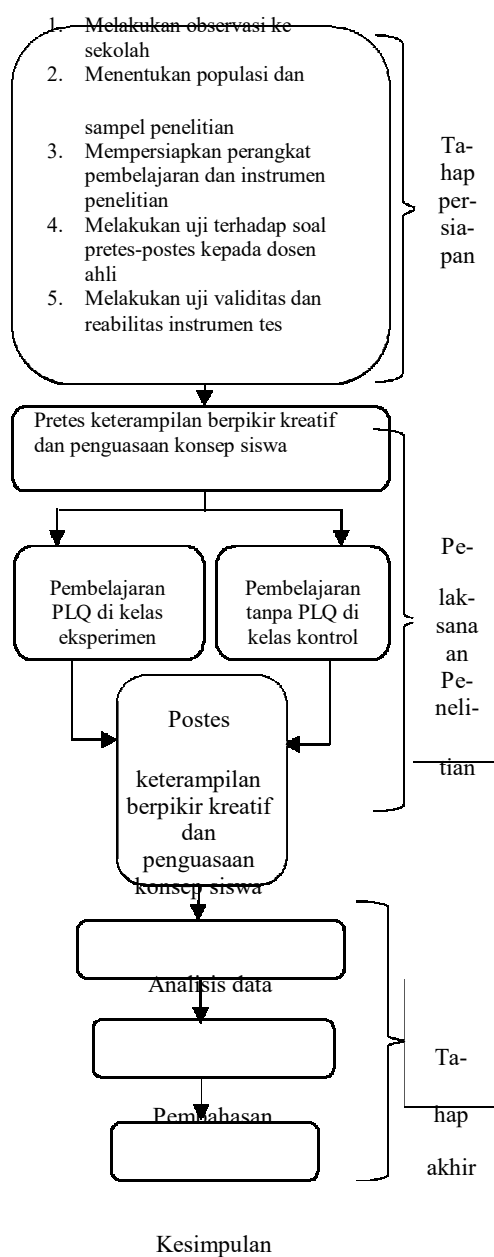 1. Melakukan observasi ke
sekolah
2. Menentukan populasi dan
sampel penelitian
3. Mempersiapkan perangkat
pembelajaran dan instrumen
penelitian
4. Melakukan uji terhadap soal
pretes-postes kepada dosen
ahli
5. Melakukan uji validitas dan
reabilitas instrumen tes
Ta-
hap
per-
sia-
pan
Pretes keterampilan berpikir kreatif
dan penguasaan konsep siswa
Pembelajaran
PLQ di kelas
eksperimen
Pembelajaran
tanpa PLQ di
kelas kontrol
Pe-
lak-
sana
an
Pe-
neli-
tian
Postes
keterampilan
berpikir kreatif
dan
penguasaan
konsep siswa
Analisis data
Pembahasan
Kesimpulan
Ta-
hap
akhir